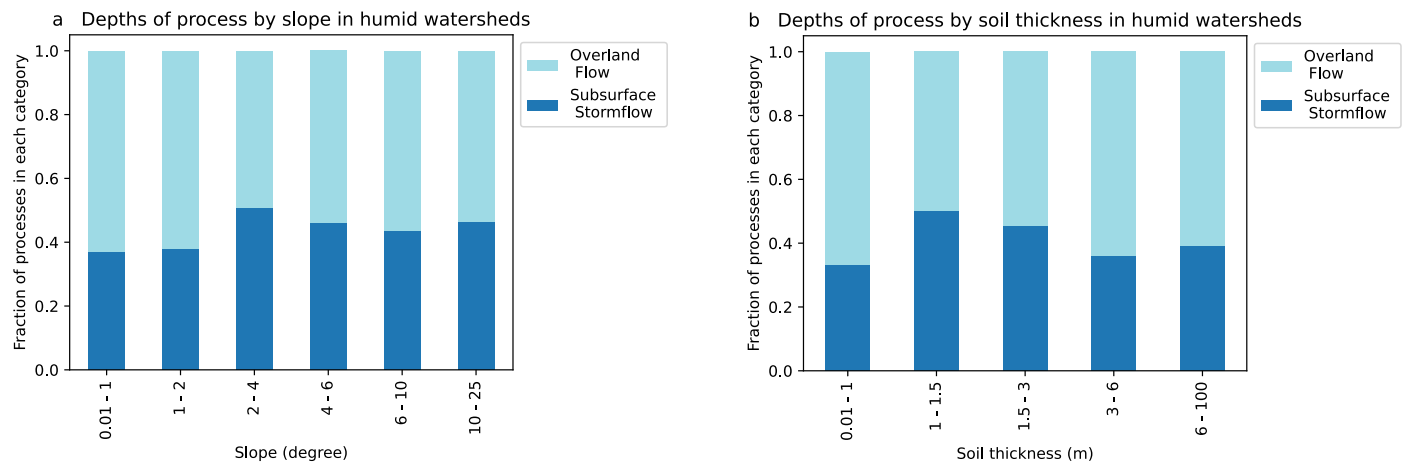 a Depths of process by slope in humid watersheds
Fraction of processes in each category
1.0
0.8
0.6
0.4
0.2
0.0
0.01 - 1
1 - 2
2 - 4
4 - 6
6 - 10
10 - 25
Slope (degree)
Overland
Flow
Subsurface
Stormflow
b Depths of process by soil thickness in humid watersheds
Fraction of processes in each category
1.0
0.8
0.6
0.4
0.2
0.0
0.01 - 1
1 - 1.5
1.5 - 3
3 - 6
6 - 100
Soil thickness (m)
Overland
Flow
Subsurface
Stormflow